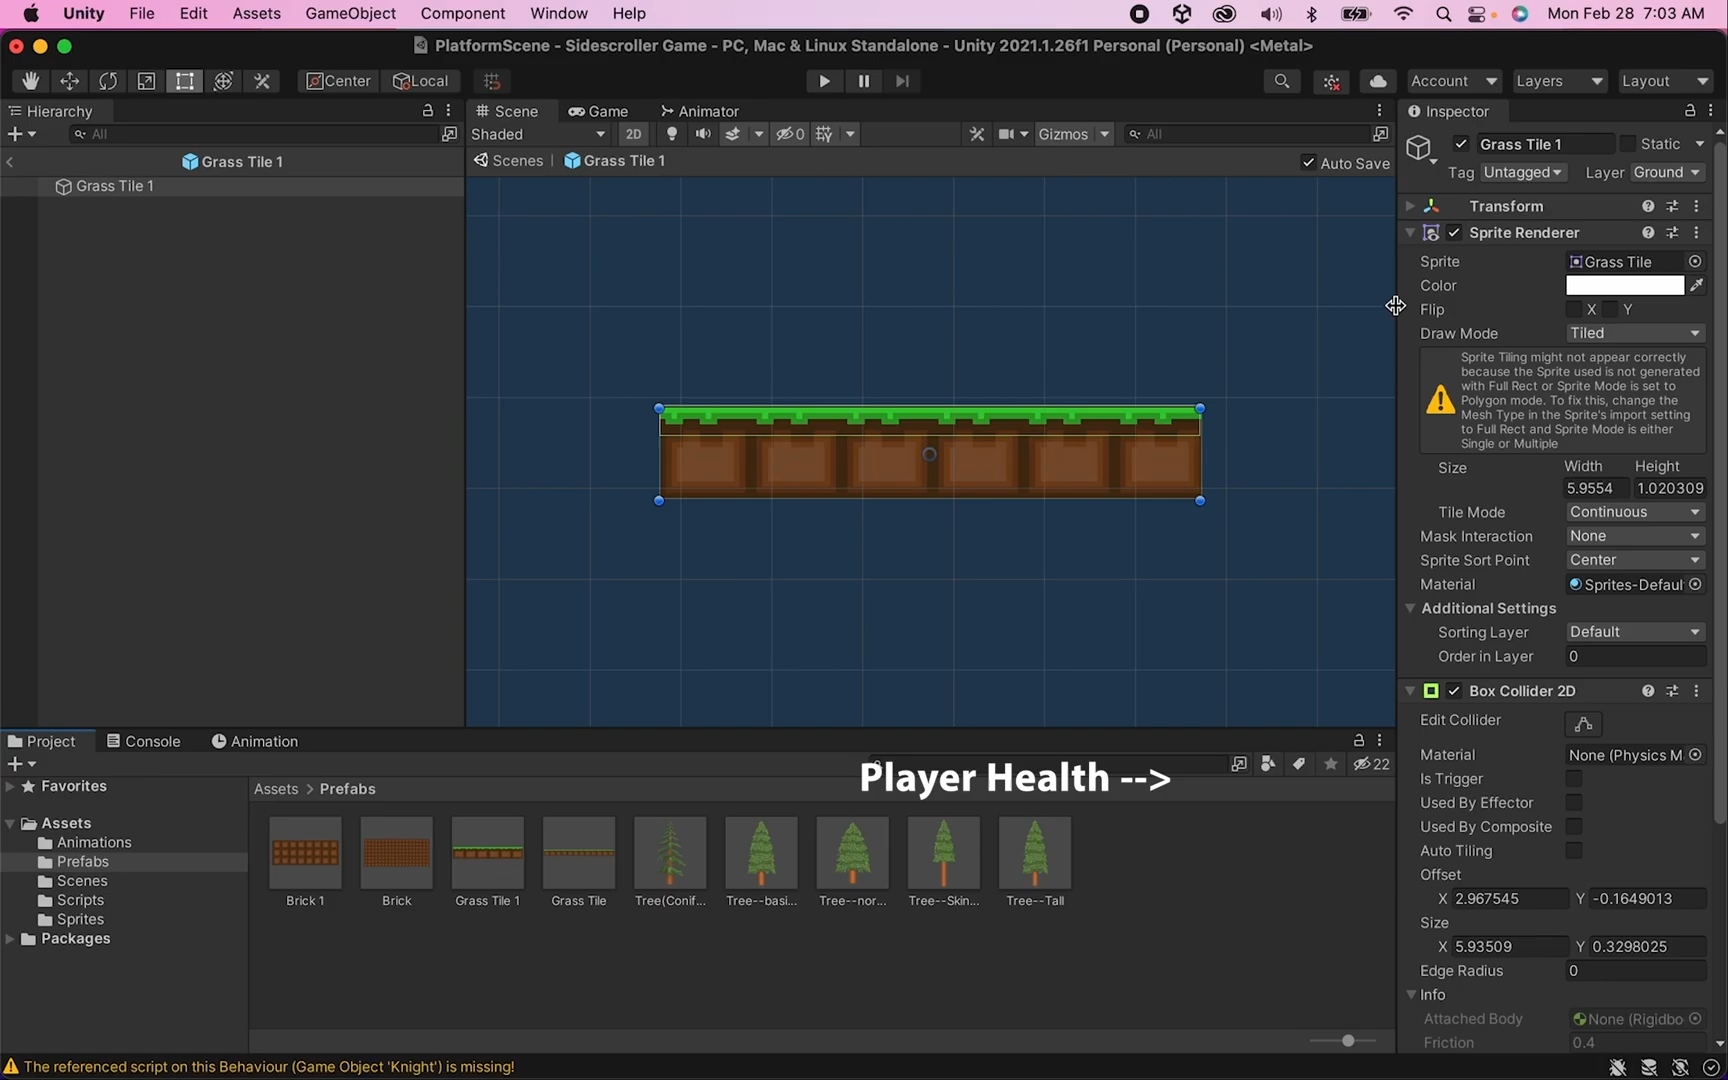 Unity File Edit Assets GameObject Component Window Help Mon Feb 28 7:03 AM
PlatformScene - Sidescroller Game - PC, Mac & Linux Standalone - Unity 2021.1.26f1 Personal (Personal) <Metal>
Center Local Account Layers Layout
Hierarchy Scene Game Animator Inspector
All Shaded 2D 0 Gizmos All
Grass Tile 1 Static
Grass Tile 1 Scenes Grass Tile 1 Auto Save
Tag Untagged Layer Ground
Grass Tile 1
Transform
Sprite Renderer
Sprite Grass Tile
Color
Flip X Y
Draw Mode Tiled
Sprite Tiling might not appear correctly
because the Sprite used is not generated
with Full Rect or Sprite Mode is set to
Polygon mode. To fix this, change the
Mesh Type in the Sprite's import setting
to Full Rect and Sprite Mode is either
Single or Multiple
Width Height
Size
5.9554 1.020309
Tile Mode Continuous
Mask Interaction None
Sprite Sort Point Center
Material Sprites-Defaul
Additional Settings
Sorting Layer Default
Order in Layer 0
Box Collider 2D
Edit Collider
Material None (Physics M
Is Trigger
Used By Effector
Used By Composite
Auto Tiling
Offset
X 2.967545 Y -0.1649013
Size
X 5.93509 Y 0.3298025
Edge Radius 0
Info
Attached Body None (Rigidbo
Friction 0.4
Project Console Animation
22
Player Health -->
Favorites
Assets > Prefabs
Assets
Animations
Prefabs
Scenes
Scripts
Sprites
Packages
Brick 1 Brick Grass Tile 1 Grass Tile Tree(Conif... Tree--basi... Tree--nor... Tree--Skin... Tree--Tall
The referenced script on this Behaviour (Game Object 'Knight') is missing!